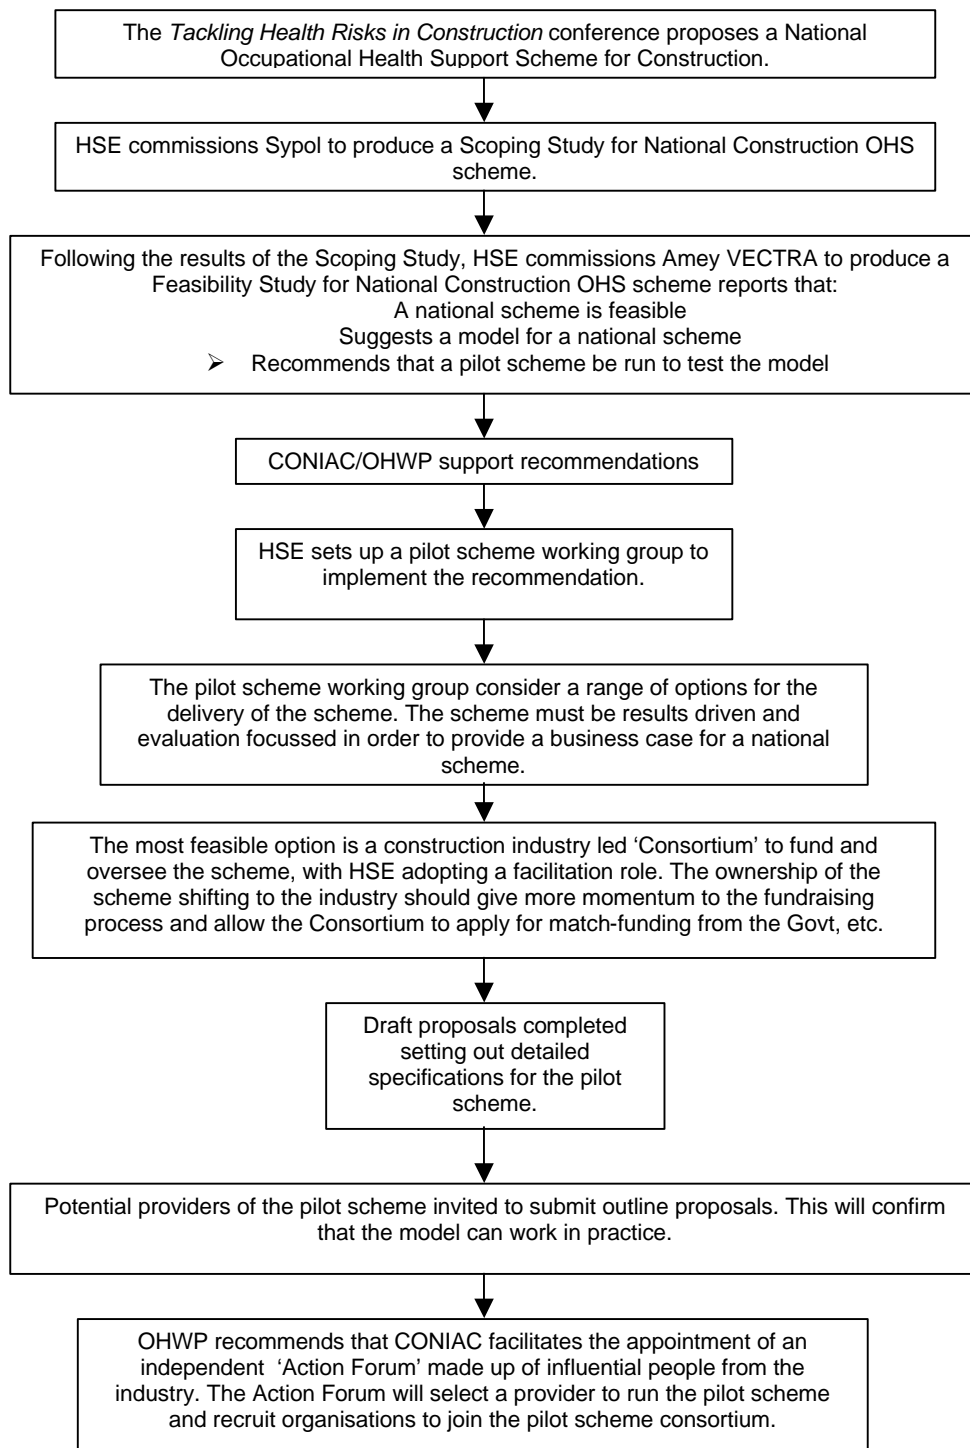 The Tackling Health Risks in Construction conference proposes a National
Occupational Health Support Scheme for Construction.
HSE commissions Sypol to produce a Scoping Study for National Construction OHS
scheme.
Following the results of the Scoping Study, HSE commissions Amey VECTRA to produce a
Feasibility Study for National Construction OHS scheme reports that:
A national scheme is feasible
Suggests a model for a national scheme
➢ Recommends that a pilot scheme be run to test the model
CONIAC/OHWP support recommendations
HSE sets up a pilot scheme working group to
implement the recommendation.
The pilot scheme working group consider a range of options for the
delivery of the scheme. The scheme must be results driven and
evaluation focussed in order to provide a business case for a national
scheme.
The most feasible option is a construction industry led ‘Consortium’ to fund and
oversee the scheme, with HSE adopting a facilitation role. The ownership of the
scheme shifting to the industry should give more momentum to the fundraising
process and allow the Consortium to apply for match-funding from the Govt, etc.
Draft proposals completed
setting out detailed
specifications for the pilot
scheme.
Potential providers of the pilot scheme invited to submit outline proposals. This will confirm
that the model can work in practice.
OHWP recommends that CONIAC facilitates the appointment of an
independent ‘Action Forum’ made up of influential people from the
industry. The Action Forum will select a provider to run the pilot scheme
and recruit organisations to join the pilot scheme consortium.